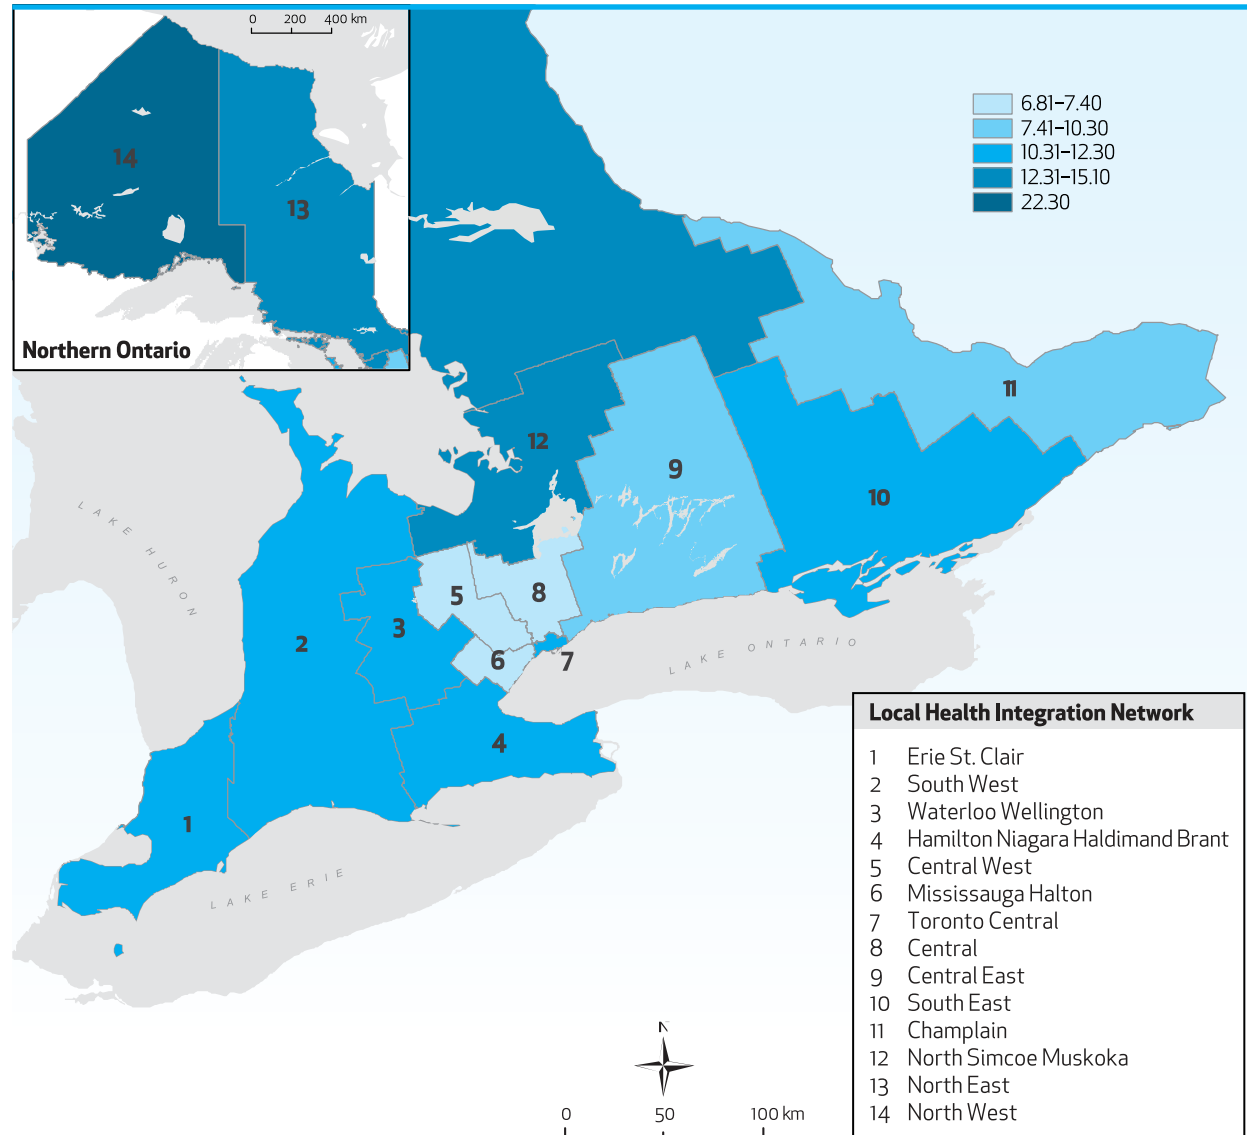 0 200 400 km
14
13
Northern Ontario
6.81–7.40
7.41–10.30
10.31–12.30
12.31–15.10
22.30
11
12
9
10
LAKE HURON
5
8
3
2
6
7
LAKE ONTARIO
4
1
LAKE ERIE
Local Health Integration Network
1 Erie St. Clair
2 South West
3 Waterloo Wellington
4 Hamilton Niagara Haldimand Brant
5 Central West
6 Mississauga Halton
7 Toronto Central
8 Central
9 Central East
10 South East
11 Champlain
12 North Simcoe Muskoka
13 North East
14 North West
N
0 50 100 km